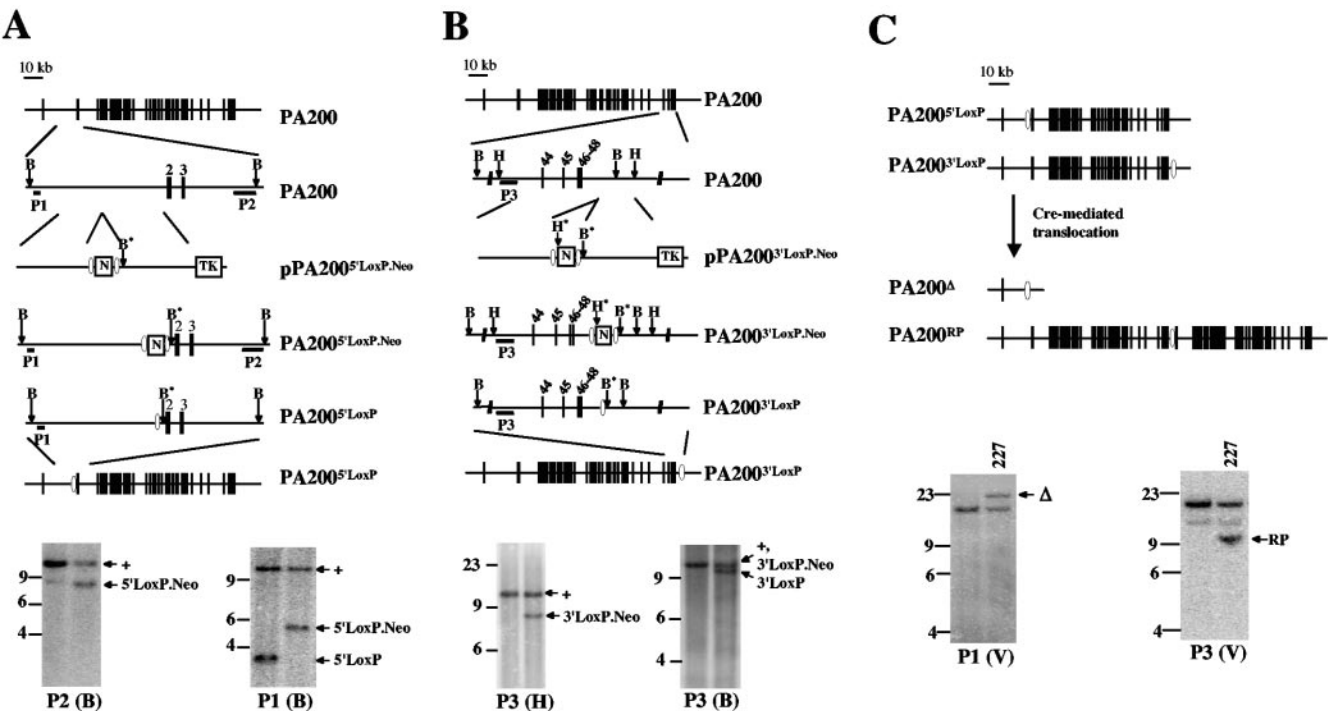 A
10 kb
PA200
B
B
2 3
PA200
P1
P2
B*
N
TK
pPA200 5'LoxP.Neo
B
B* 2 3
B
N
PA200 5'LoxP.Neo
P1
P2
B
B* 2 3
B
PA200 5'LoxP
P1
PA200 5'LoxP
9
6
4
+
5'LoxP.Neo
P2 (B)
9
6
4
+
5'LoxP.Neo
5'LoxP
P1 (B)
B
10 kb
PA200
B H 44 45 46-48 B H
PA200
P3
H* B*
N
TK
pPA200 3'LoxP.Neo
B H 44 45 46-48 H* B* B H
N
PA200 3'LoxP.Neo
P3
B 44 45 46-48 B* B
PA200 3'LoxP
P3
PA200 3'LoxP
23
9
6
+
3'LoxP.Neo
P3 (H)
9
6
4
+,
3'LoxP.Neo
3'LoxP
P3 (B)
C
10 kb
PA200 5'LoxP
PA200 3'LoxP
Cre-mediated
translocation
PA200 Δ
PA200 RP
227
23
9
6
4
Δ
P1 (V)
227
23
9
6
4
RP
P3 (V)